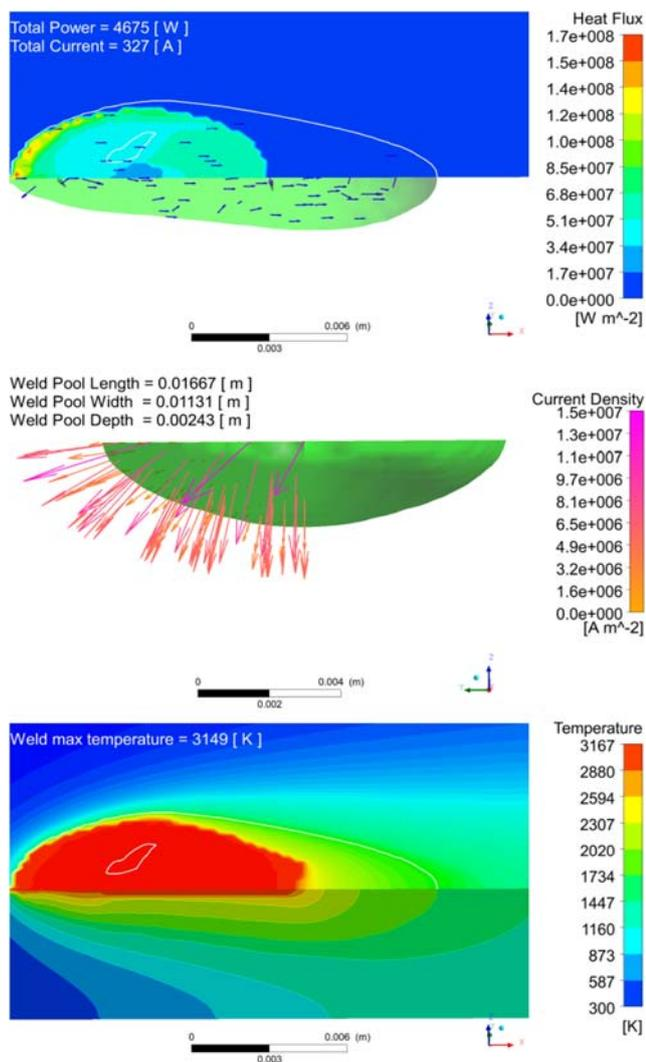 Total Power = 4675 [ W ]
Total Current = 327 [ A ]
Heat Flux
1.7e+008
1.5e+008
1.4e+008
1.2e+008
1.0e+008
8.5e+007
6.8e+007
5.1e+007
3.4e+007
1.7e+007
0.0e+000
[W m^-2]
Z
X
0
0.006 (m)
0.003
Weld Pool Length = 0.01667 [ m ]
Weld Pool Width = 0.01131 [ m ]
Weld Pool Depth = 0.00243 [ m ]
Current Density
1.5e+007
1.3e+007
1.1e+007
9.7e+006
8.1e+006
6.5e+006
4.9e+006
3.2e+006
1.6e+006
0.0e+000
[A m^-2]
Z
0
0.004 (m)
0.002
Weld max temperature = 3149 [ K ]
Temperature
3167
2880
2594
2307
2020
1734
1447
1160
873
587
300
[K]
0
0.006 (m)
0.003
X